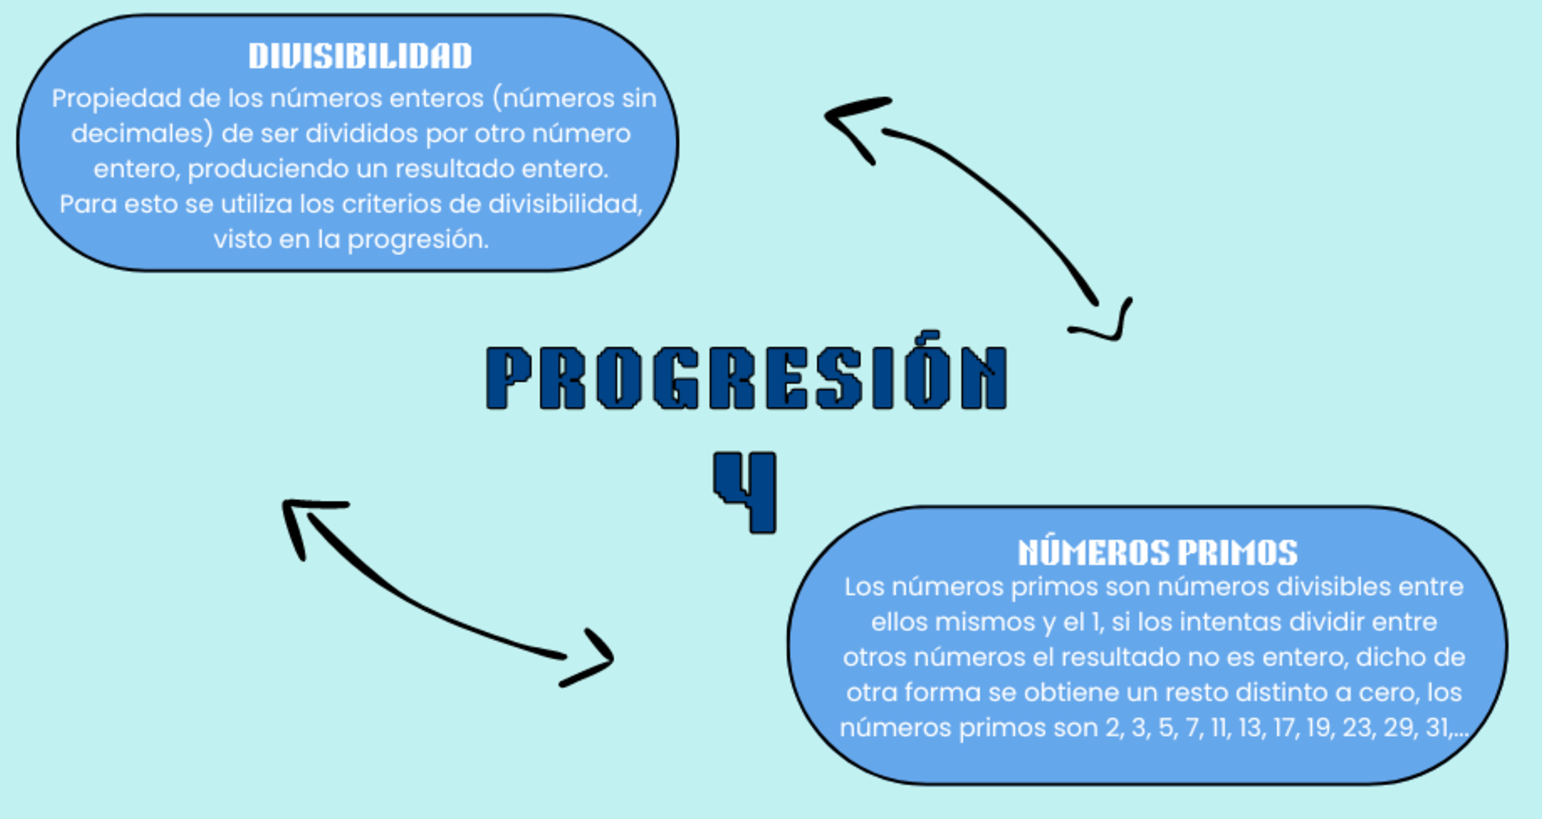 DIVISIBILIDAD
Propiedad de los números enteros (números sin
decimales) de ser divididos por otro número
entero, produciendo un resultado entero.
Para esto se utiliza los criterios de divisibilidad,
visto en la progresión.
PROGRESIÓN
4
NÚMEROS PRIMOS
Los números primos son números divisibles entre
ellos mismos y el 1, si los intentas dividir entre
otros números el resultado no es entero, dicho de
otra forma se obtiene un resto distinto a cero, los
números primos son 2, 3, 5, 7, 11, 13, 17, 19, 23, 29, 31,...